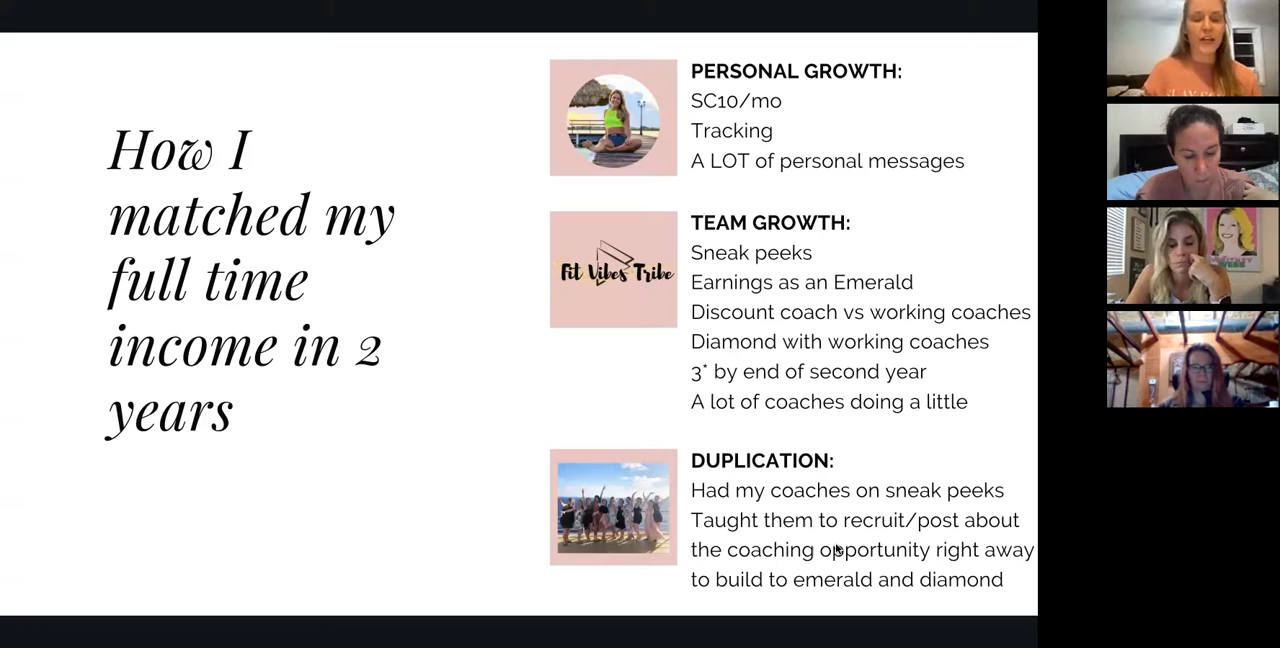 How I
matched my
full time
income in 2
years
PERSONAL GROWTH:
SC10/mo
Tracking
A LOT of personal messages
Fit Vibes Tribe
TEAM GROWTH:
Sneak peeks
Earnings as an Emerald
Discount coach vs working coaches
Diamond with working coaches
3* by end of second year
A lot of coaches doing a little
DUPLICATION:
Had my coaches on sneak peeks
Taught them to recruit/post about
the coaching opportunity right away
to build to emerald and diamond